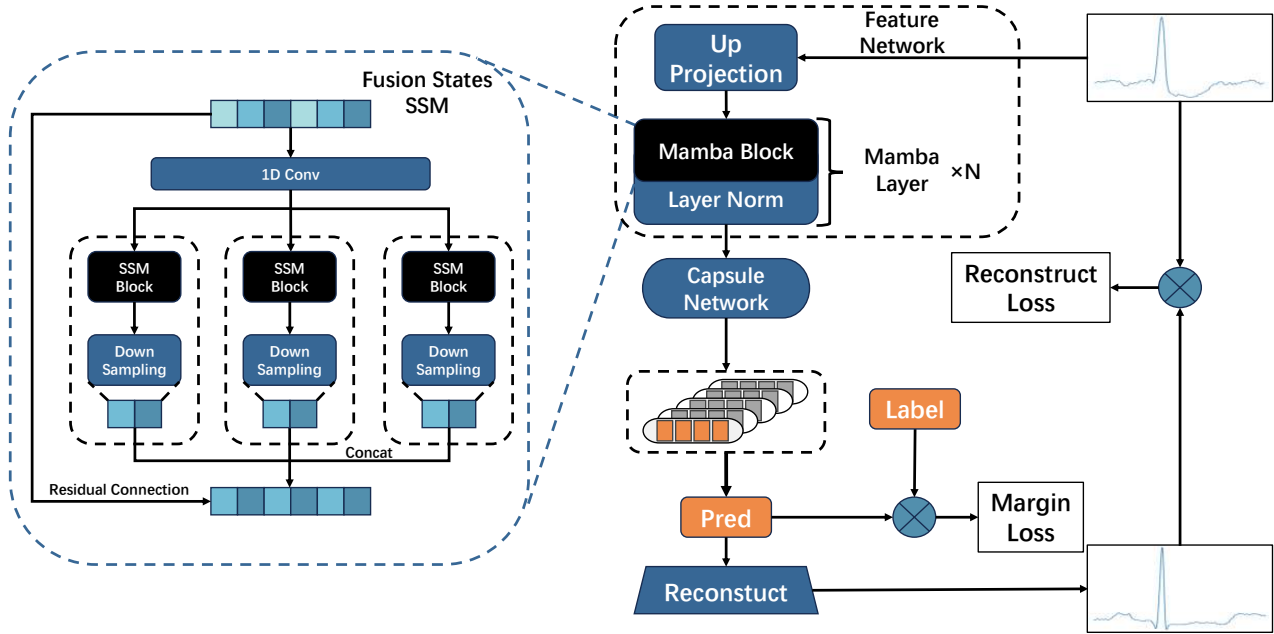 Fusion States
SSM
1D Conv
SSM
Block
SSM
Block
SSM
Block
Down
Sampling
Down
Sampling
Down
Sampling
Concat
Residual Connection
Feature
Network
Up
Projection
Mamba Block
Layer Norm
Mamba
Layer
×N
Capsule
Network
Reconstruct
Loss
Label
Pred
Margin
Loss
Reconstuct